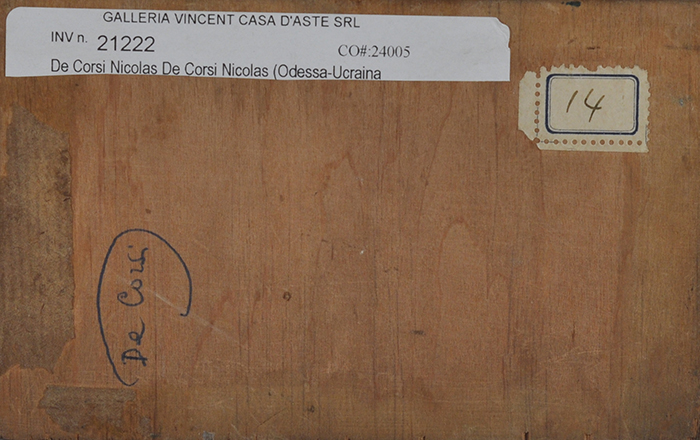 GALLERIA VINCENT CASA D'ASTE SRL
INV n. 21222 CO#:24005
De Corsi Nicolas De Corsi Nicolas (Odessa-Ucraina
14
De Corsi